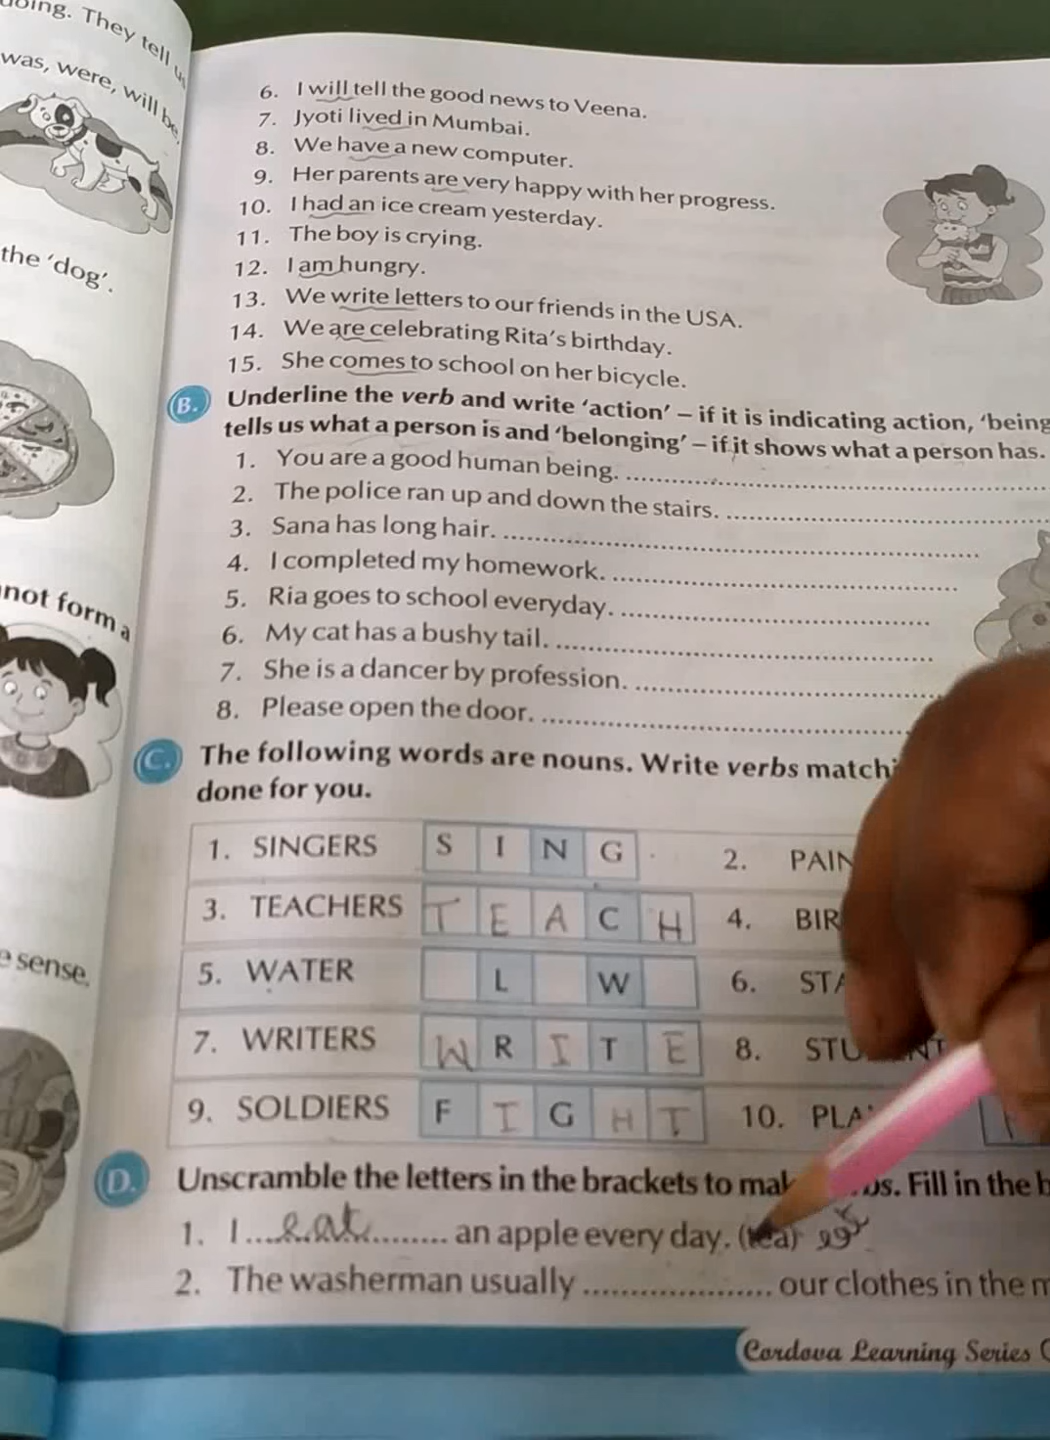 doing. They tell us
was, were, will be,
the 'dog'.
not form a
sense.
6. I will tell the good news to Veena.
7. Jyoti lived in Mumbai.
8. We have a new computer.
9. Her parents are very happy with her progress.
10. I had an ice cream yesterday.
11. The boy is crying.
12. I am hungry.
13. We write letters to our friends in the USA.
14. We are celebrating Rita's birthday.
15. She comes to school on her bicycle.
B. Underline the verb and write 'action' – if it is indicating action, 'being
tells us what a person is and 'belonging' – if it shows what a person has.
1. You are a good human being.
2. The police ran up and down the stairs.
3. Sana has long hair.
4. I completed my homework.
5. Ria goes to school everyday.
6. My cat has a bushy tail.
7. She is a dancer by profession.
8. Please open the door.
C. The following words are nouns. Write verbs
done for you.
1. SINGERS S I N G 2.
3. TEACHERS T E A C H 4.
5. WATER L W 6.
7. WRITERS W R I T E 8.
9. SOLDIERS F I G H T 10.
D. Unscramble the letters in the brackets to Fill in the
1. I eat an apple every day. (tea)
2. The washerman usually our clothes in the
Cordova Learning Series